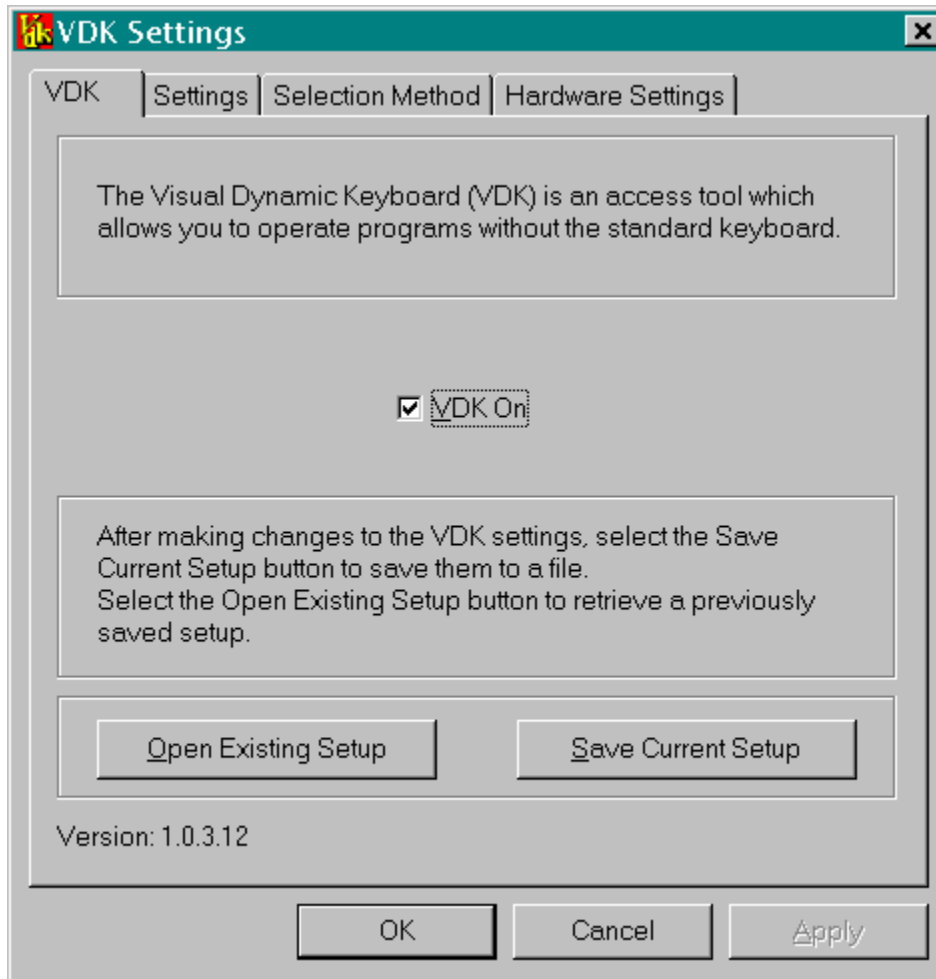 Vdk VDK Settings
VDK Settings Selection Method Hardware Settings
The Visual Dynamic Keyboard (VDK) is an access tool which
allows you to operate programs without the standard keyboard.
VDK On
After making changes to the VDK settings, select the Save
Current Setup button to save them to a file.
Select the Open Existing Setup button to retrieve a previously
saved setup.
Open Existing Setup Save Current Setup
Version: 1.0.3.12
OK Cancel Apply